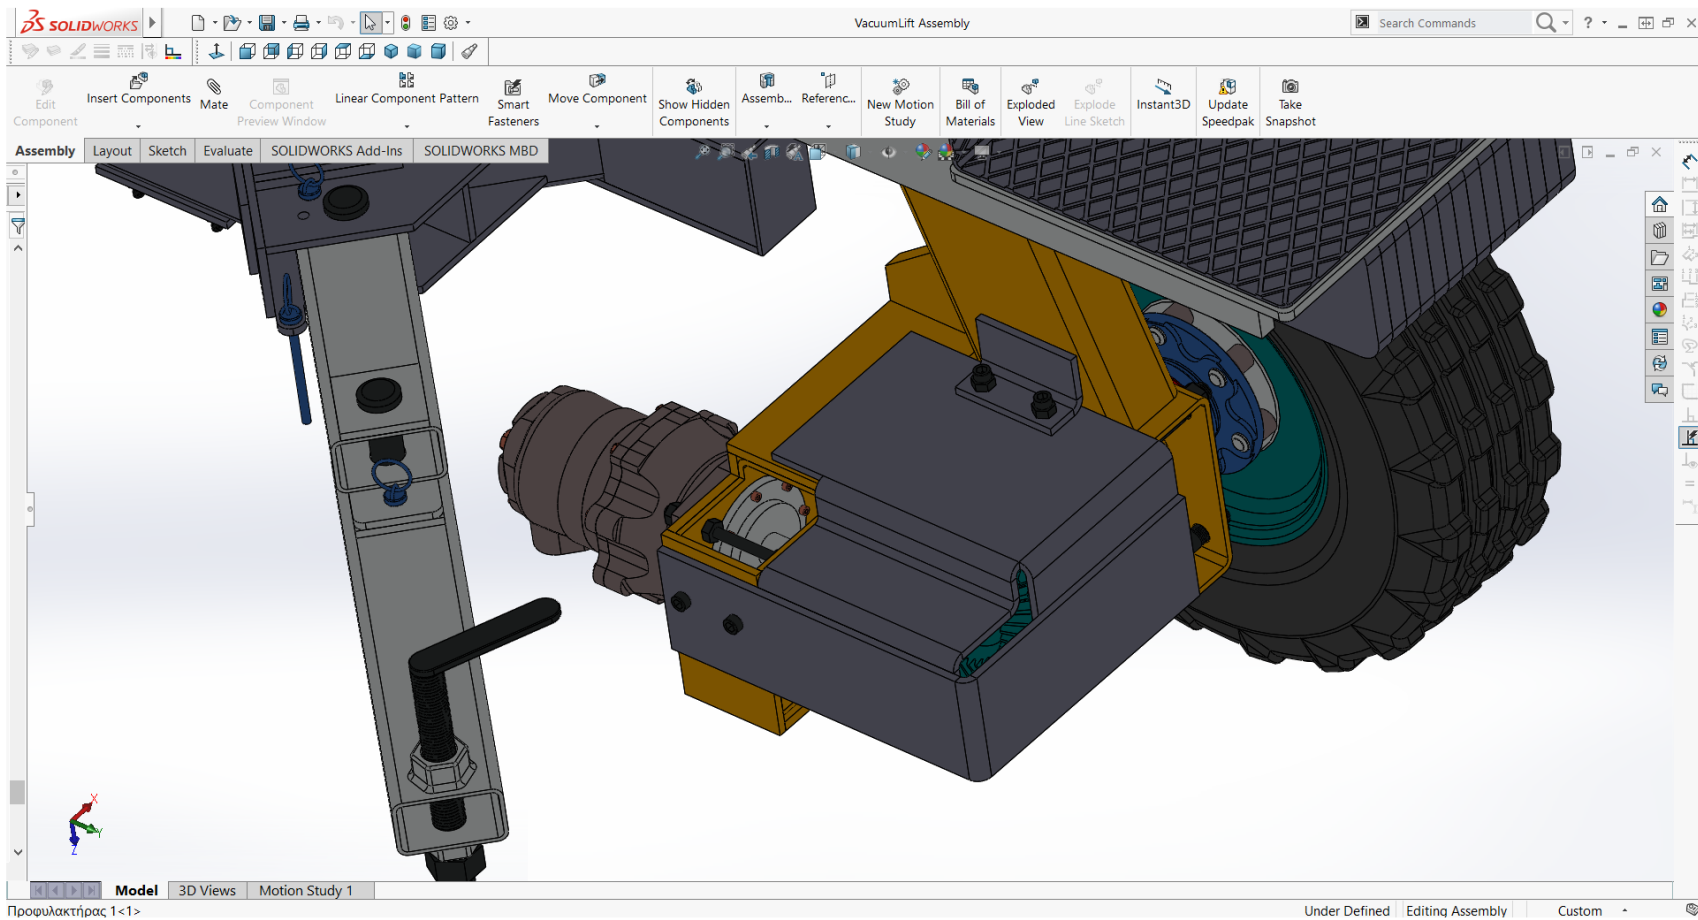 SOLIDWORKS
VacuumLift Assembly
Search Commands
?
Edit Component
Insert Components
Mate
Component Preview Window
Linear Component Pattern
Smart Fasteners
Move Component
Show Hidden Components
Assemb...
Referenc...
New Motion Study
Bill of Materials
Exploded View
Explode Line Sketch
Instant3D
Update Speedpak
Take Snapshot
Assembly
Layout
Sketch
Evaluate
SOLIDWORKS Add-Ins
SOLIDWORKS MBD
X
Y
Z
Model
3D Views
Motion Study 1
Προφυλακτήρας 1<1>
Under Defined
Editing Assembly
Custom